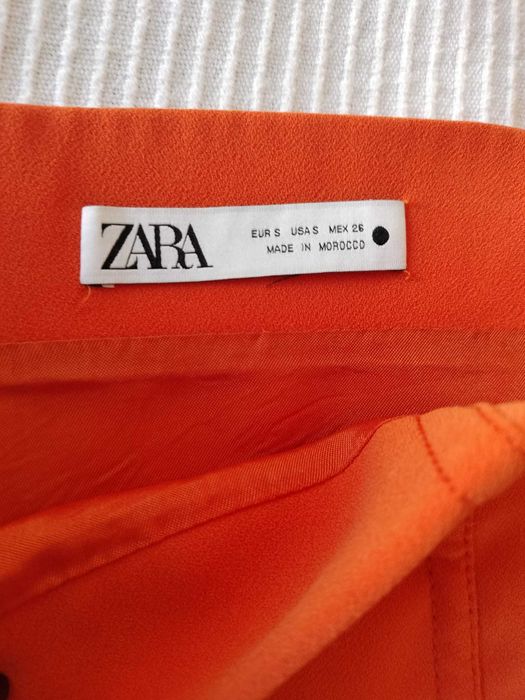 ZARA
EUR S USA S MEX 26
MADE IN MOROCCO